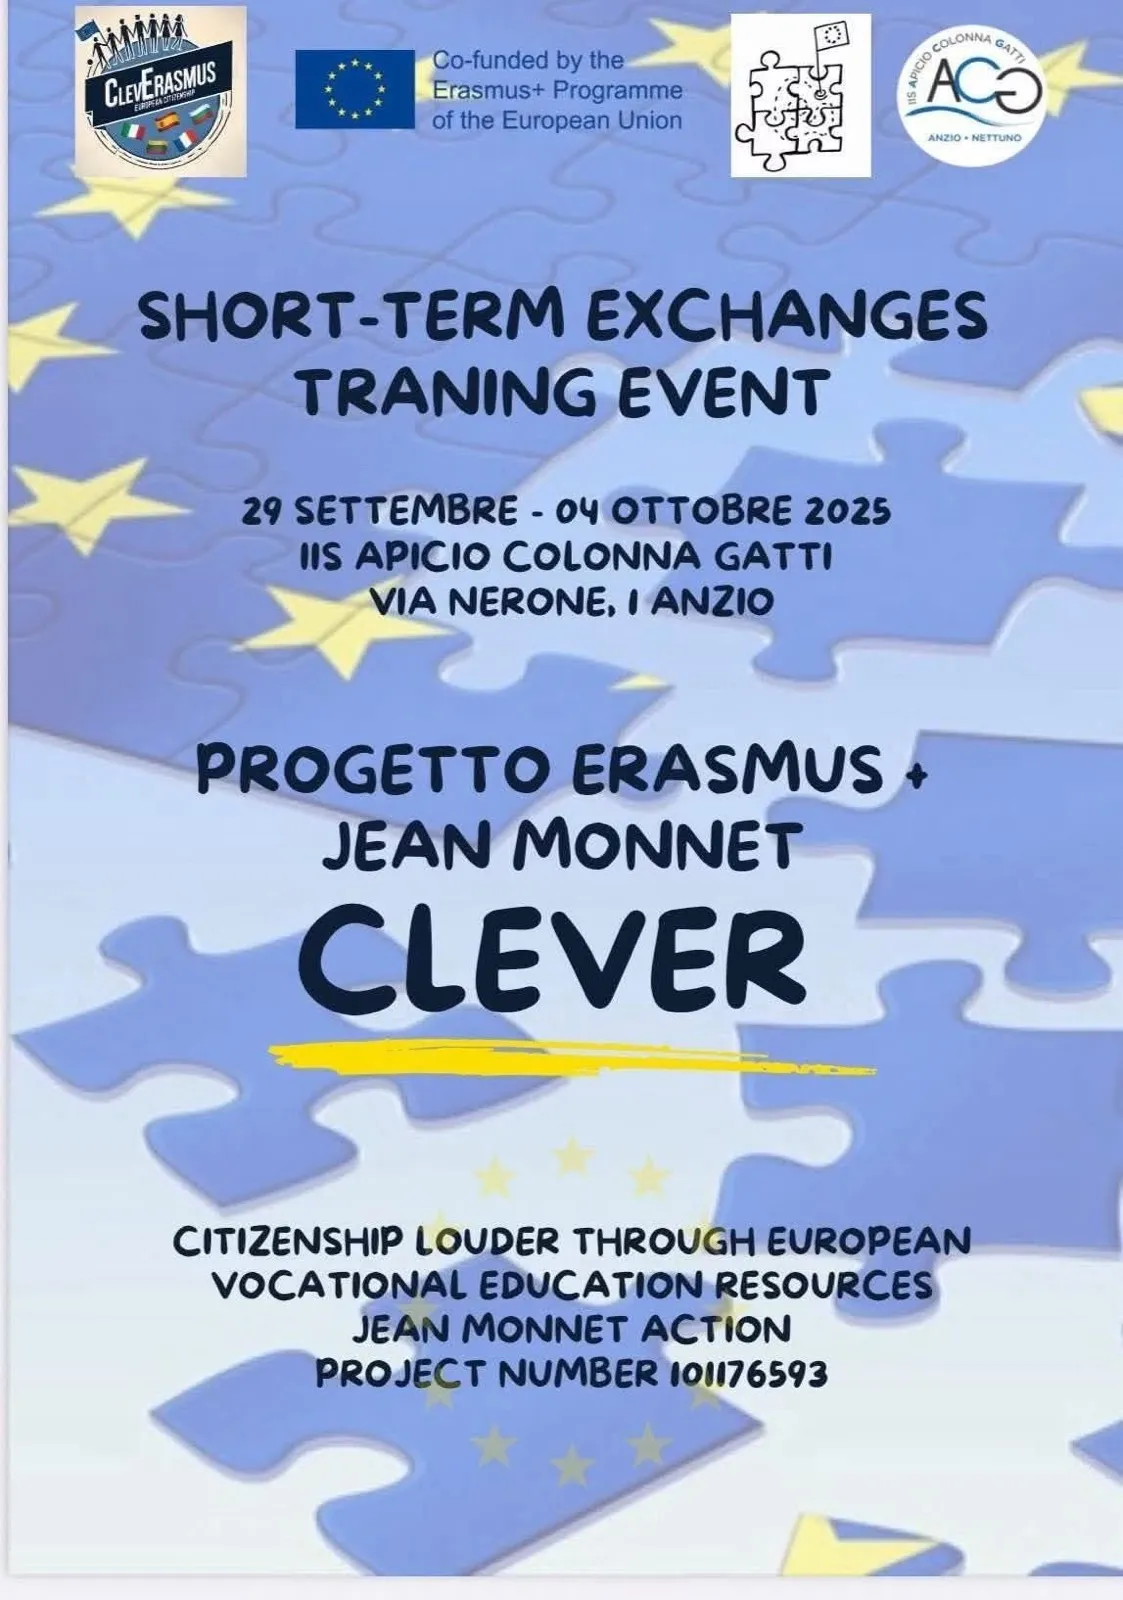 CLEVERASMUS
EUROPEAN CITIZENSHIP
Co-funded by the
Erasmus+ Programme
of the European Union
IIS APICIO COLONNA GATTI
ACG
ANZIO • NETTUNO
SHORT-TERM EXCHANGES
TRANING EVENT
29 SETTEMBRE - 04 OTTOBRE 2025
IIS APICIO COLONNA GATTI
VIA NERONE, 1 ANZIO
PROGETTO ERASMUS +
JEAN MONNET
CLEVER
CITIZENSHIP LOUDER THROUGH EUROPEAN
VOCATIONAL EDUCATION RESOURCES
JEAN MONNET ACTION
PROJECT NUMBER 101176593